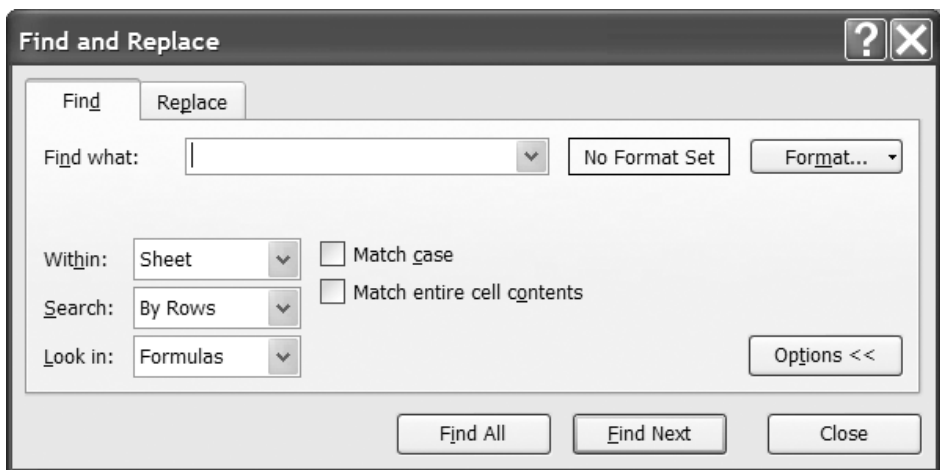 Find and Replace
Find Replace
Find what: No Format Set Format...
Within: Sheet Match case
Match entire cell contents
Search: By Rows
Look in: Formulas Options <<
Find All Find Next Close